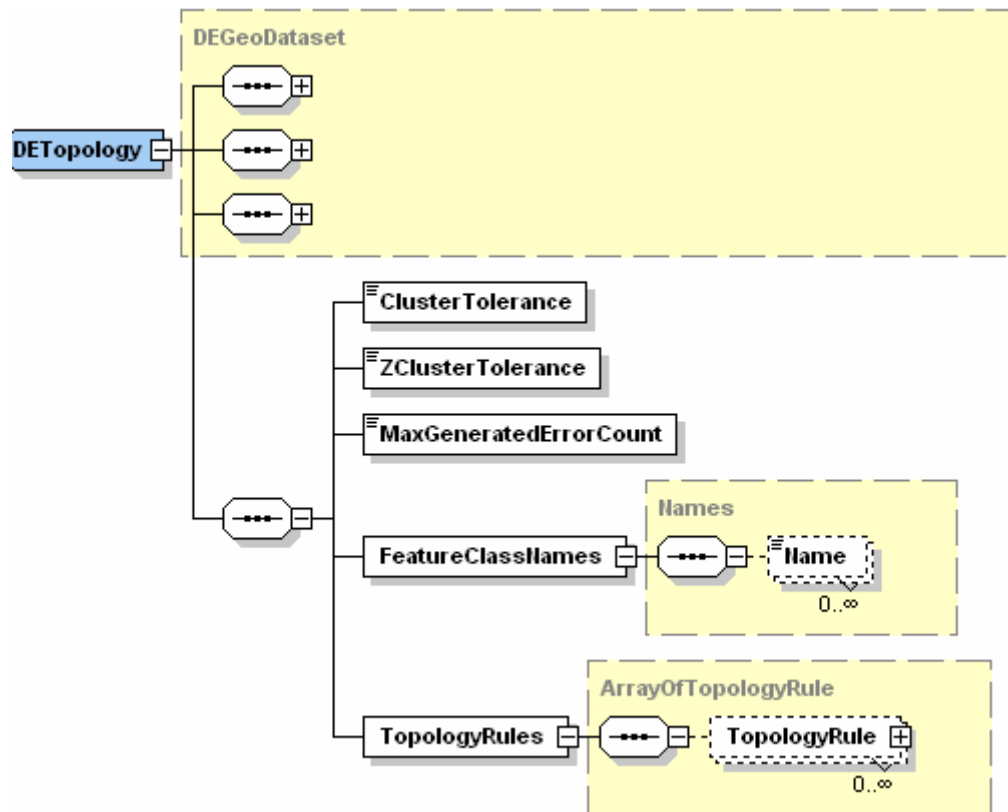 DEGeoDataset
DETopology
ClusterTolerance
ZClusterTolerance
MaxGeneratedErrorCount
Names
FeatureClassNames
Name
0..∞
ArrayOfTopologyRule
TopologyRules
TopologyRule
0..∞